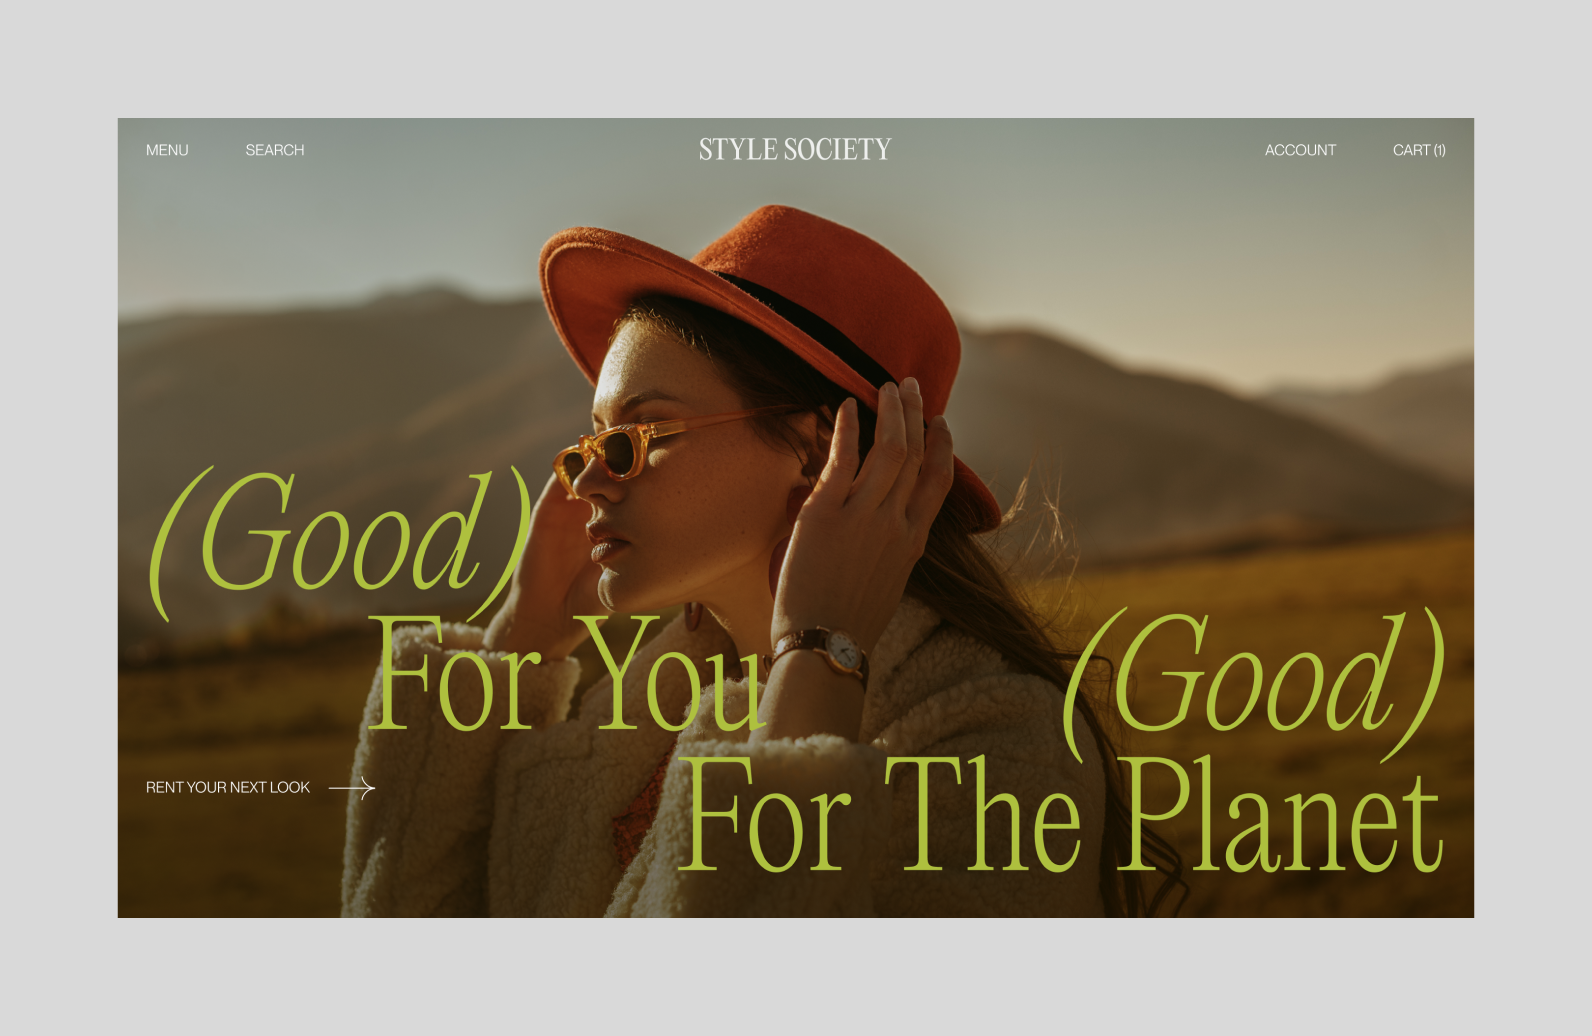 MENU SEARCH STYLE SOCIETY ACCOUNT CART (1)
(Good)
For You (Good)
For The Planet
RENT YOUR NEXT LOOK